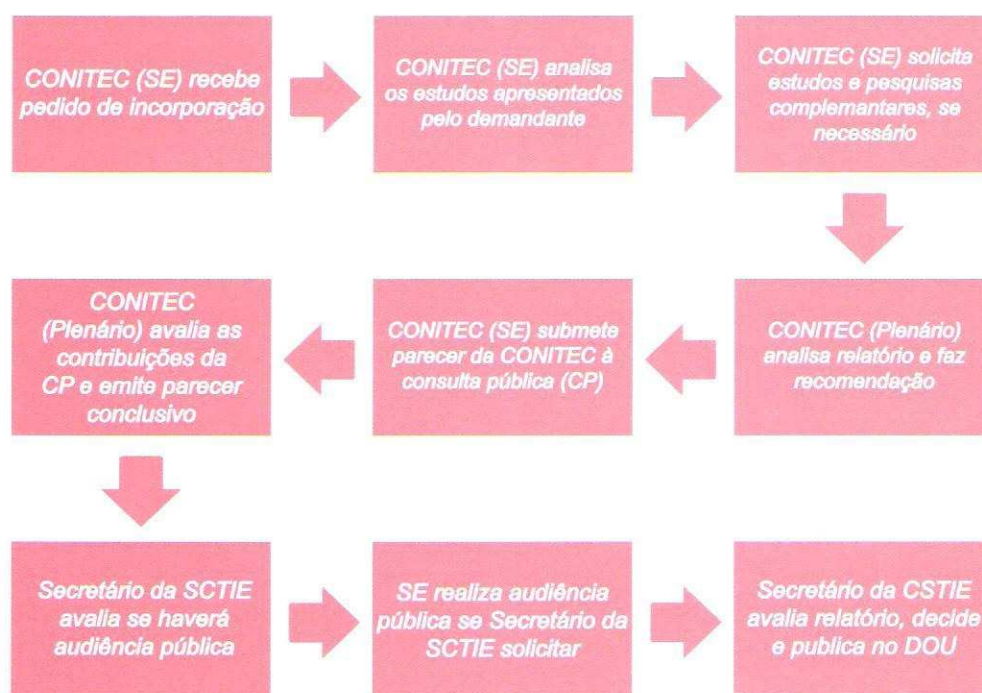 CONITEC (SE) recebe
pedido de incorporação
CONITEC (SE) analisa
os estudos apresentados
pelo demandante
CONITEC (SE) solicita
estudos e pesquisas
complemantares, se
necessário
CONITEC (Plenário)
analisa relatório e faz
recomendação
CONITEC (SE) submete
parecer da CONITEC à
consulta pública (CP)
CONITEC
(Plenário) avalia as
contribuições da
CP e emite parecer
conclusivo
Secretário da SCTIE
avalia se haverá
audiência pública
SE realiza audiência
pública se Secretário da
SCTIE solicitar
Secretário da CSTIE
avalia relatório, decide
e publica no DOU